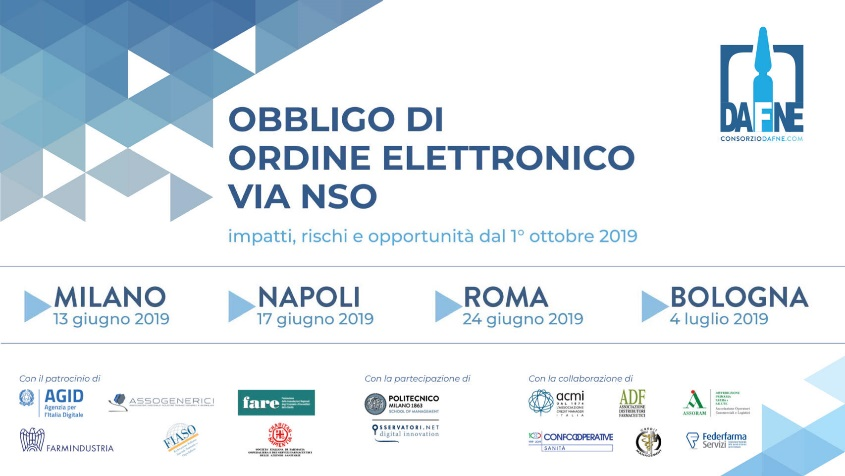 DAFNE
CONSORZIODAFNE.COM
OBBLIGO DI
ORDINE ELETTRONICO
VIA NSO
impatti, rischi e opportunità dal 1° ottobre 2019
MILANO
13 giugno 2019
NAPOLI
17 giugno 2019
ROMA
24 giugno 2019
BOLOGNA
4 luglio 2019
Con il patrocinio di
AGID
Agenzia per
l'Italia Digitale
ASSOGENERICI
fare
FARMINDUSTRIA
FIASO
Con la partecipazione di
POLITECNICO
MILANO 1863
SCHOOL OF MANAGEMENT
OSSERVATORI.NET
digital innovation
Con la collaborazione di
acmi
ADF
ASSOCIAZIONE
DISTRIBUTORI
FARMACEUTICI
ASSORAM
CONFCOOPERATIVE
SANITÀ
Federfarma
Servizi